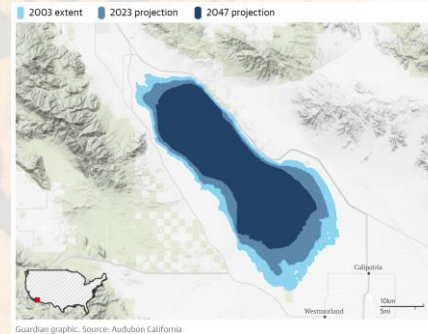 2003 extent 2023 projection 2047 projection
Calipatria
10km
5mi
Westmorland
Guardian graphic. Source: Audubon California